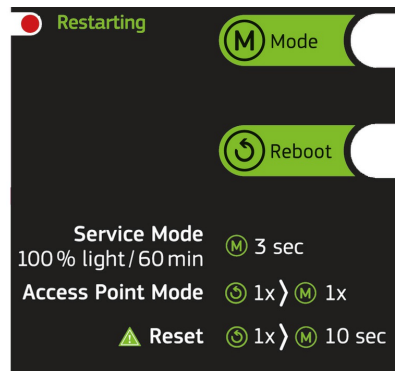 Restarting
M Mode
Reboot
Service Mode
100 % light / 60 min
M 3 sec
Access Point Mode
1x ❭ M 1x
Reset
1x ❭ M 10 sec